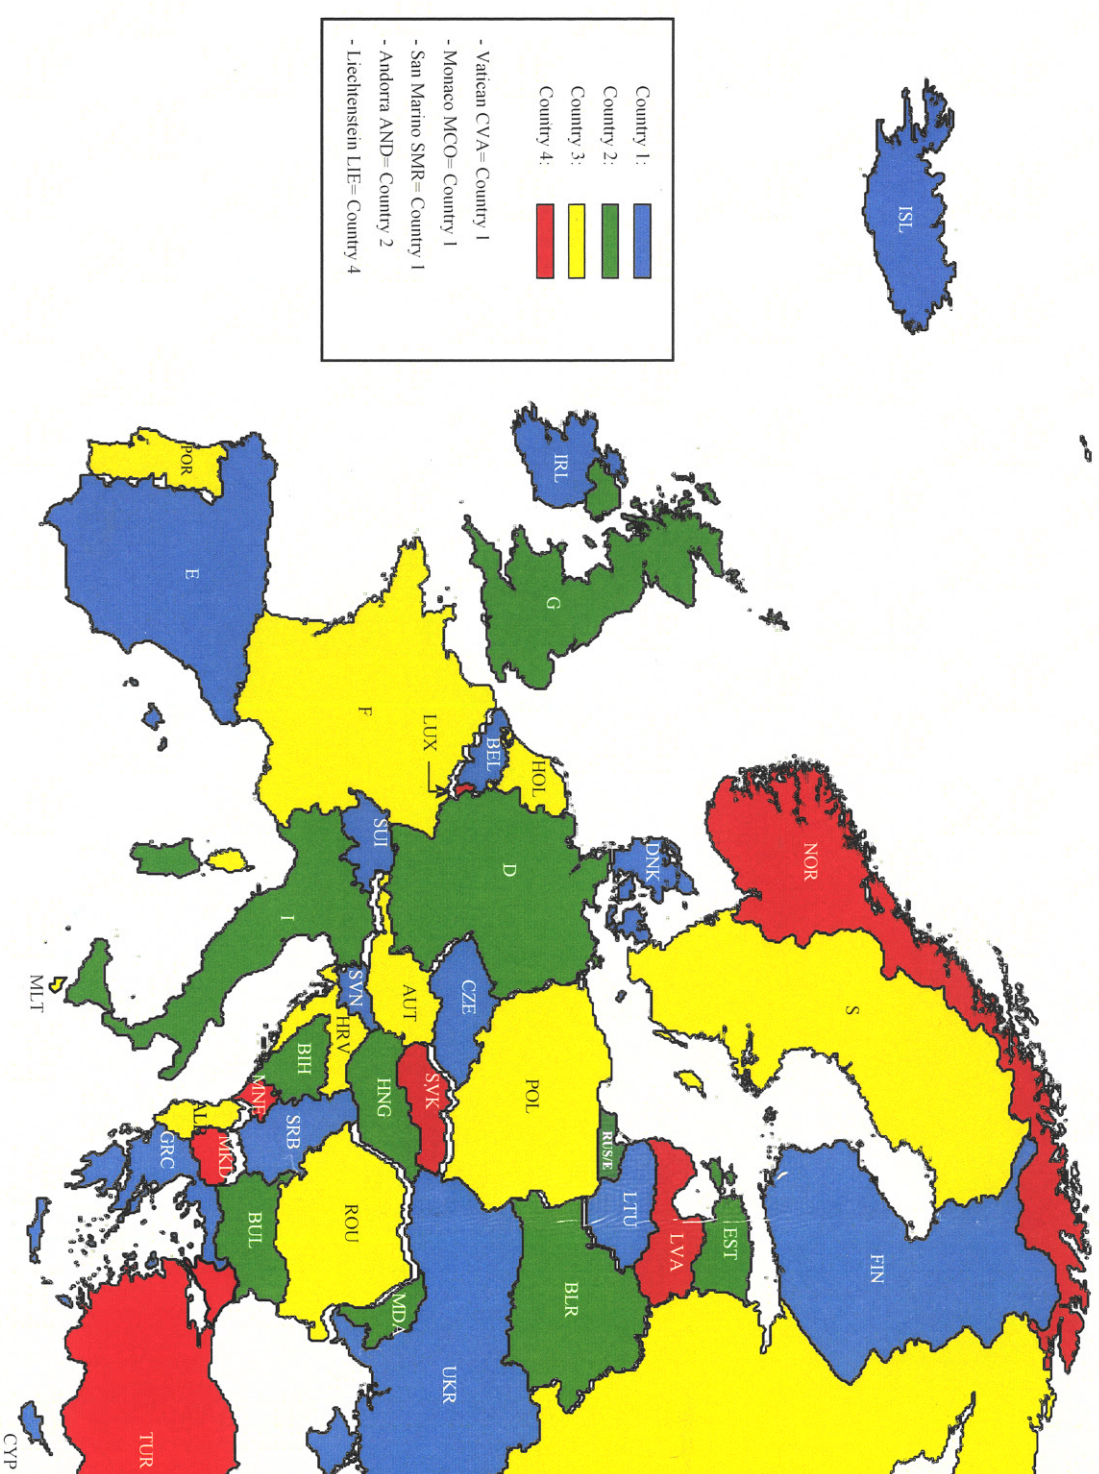 Country 1:
Country 2:
Country 3:
Country 4:
- Vatican CVA= Country 1
- Monaco MCO= Country 1
- San Marino SMR= Country 1
- Andorra AND= Country 2
- Liechtenstein LIE= Country 4
ISL
IRL
G
POR
E
F
LUX
BEL
HOL
NOR
DNK
D
SUI
I
MLT
S
CZE
AUT
SVN
HRV
BIH
POL
SVK
HNG
MNE
SRB
ALB
MKD
GRC
RUS/E
LTU
LVA
EST
FIN
BLR
ROU
BUL
MDA
UKR
TUR
CYP